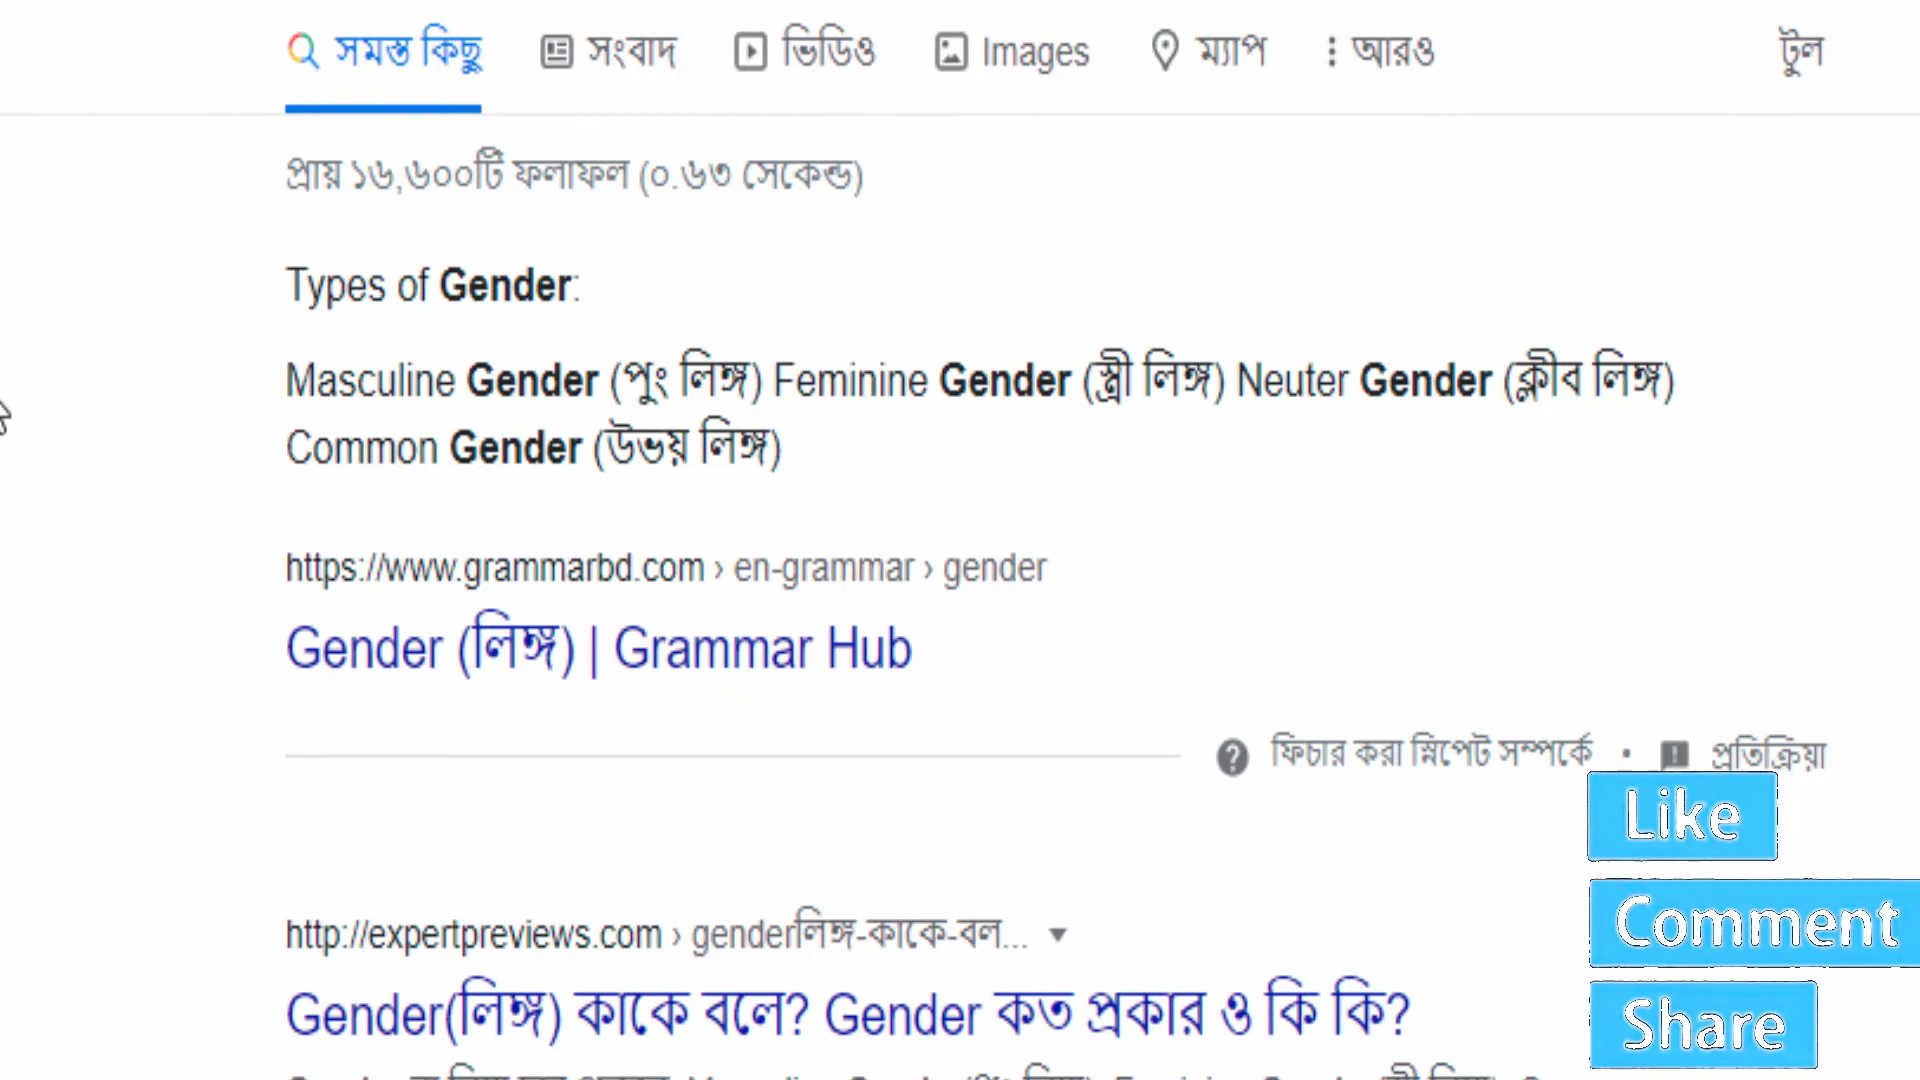 সমস্ত কিছু সংবাদ ভিডিও Images ম্যাপ আরও টুল
প্রায় ১৬,৬০০টি ফলাফল (০.৬৩ সেকেন্ড)
Types of Gender:
Masculine Gender (পুং লিঙ্গ) Feminine Gender (স্ত্রী লিঙ্গ) Neuter Gender (ক্লীব লিঙ্গ)
Common Gender (উভয় লিঙ্গ)
https://www.grammarbd.com › en-grammar › gender
Gender (লিঙ্গ) | Grammar Hub
ফিচার করা স্নিপেট সম্পর্কে • প্রতিক্রিয়া
Like
http://expertpreviews.com › genderলিঙ্গ-কাকে-বল...
Comment
Gender(লিঙ্গ) কাকে বলে? Gender কত প্রকার ও কি কি?
Share